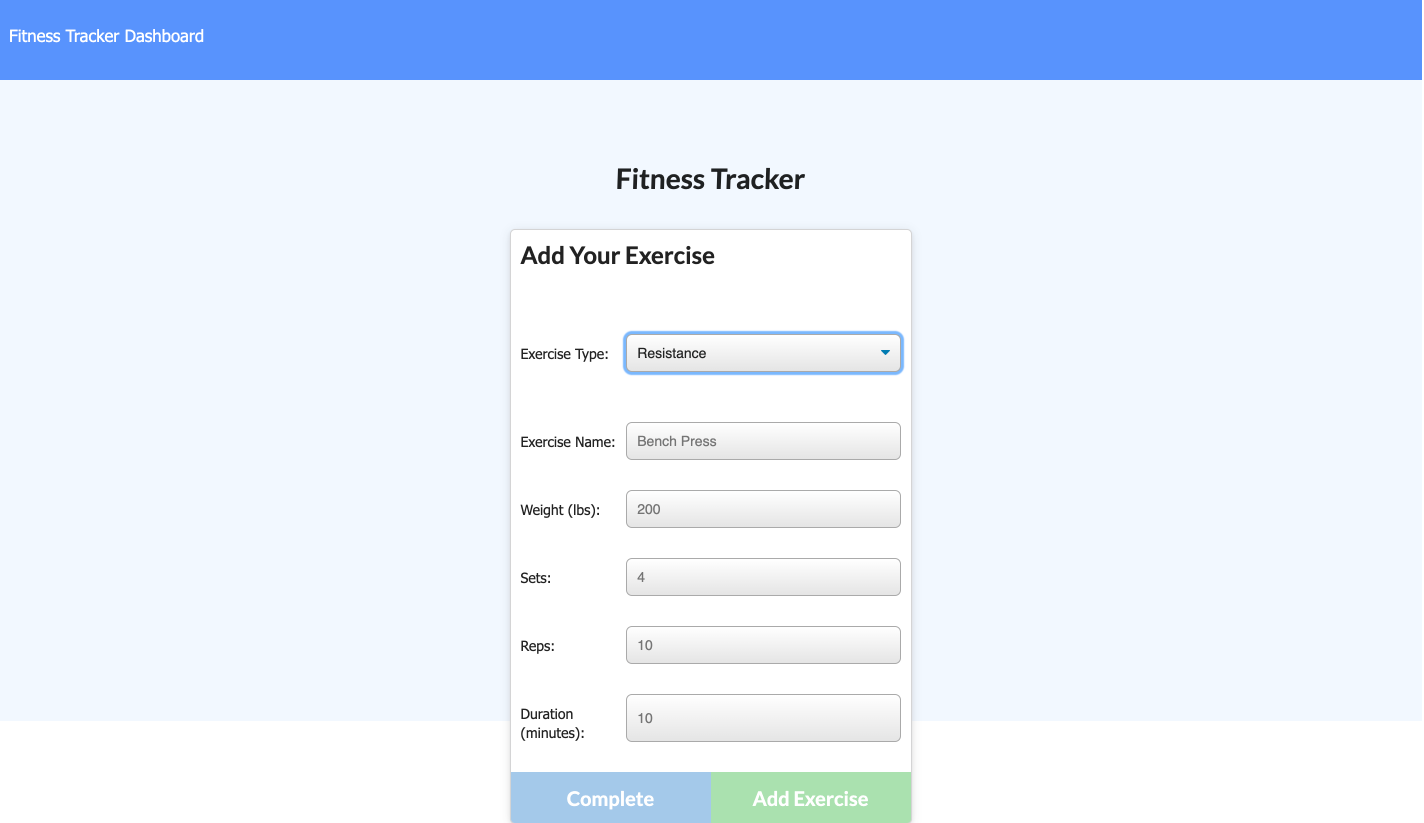 Fitness Tracker Dashboard
Fitness Tracker
Add Your Exercise
Exercise Type: Resistance
Exercise Name: Bench Press
Weight (lbs): 200
Sets: 4
Reps: 10
Duration (minutes): 10
Complete Add Exercise